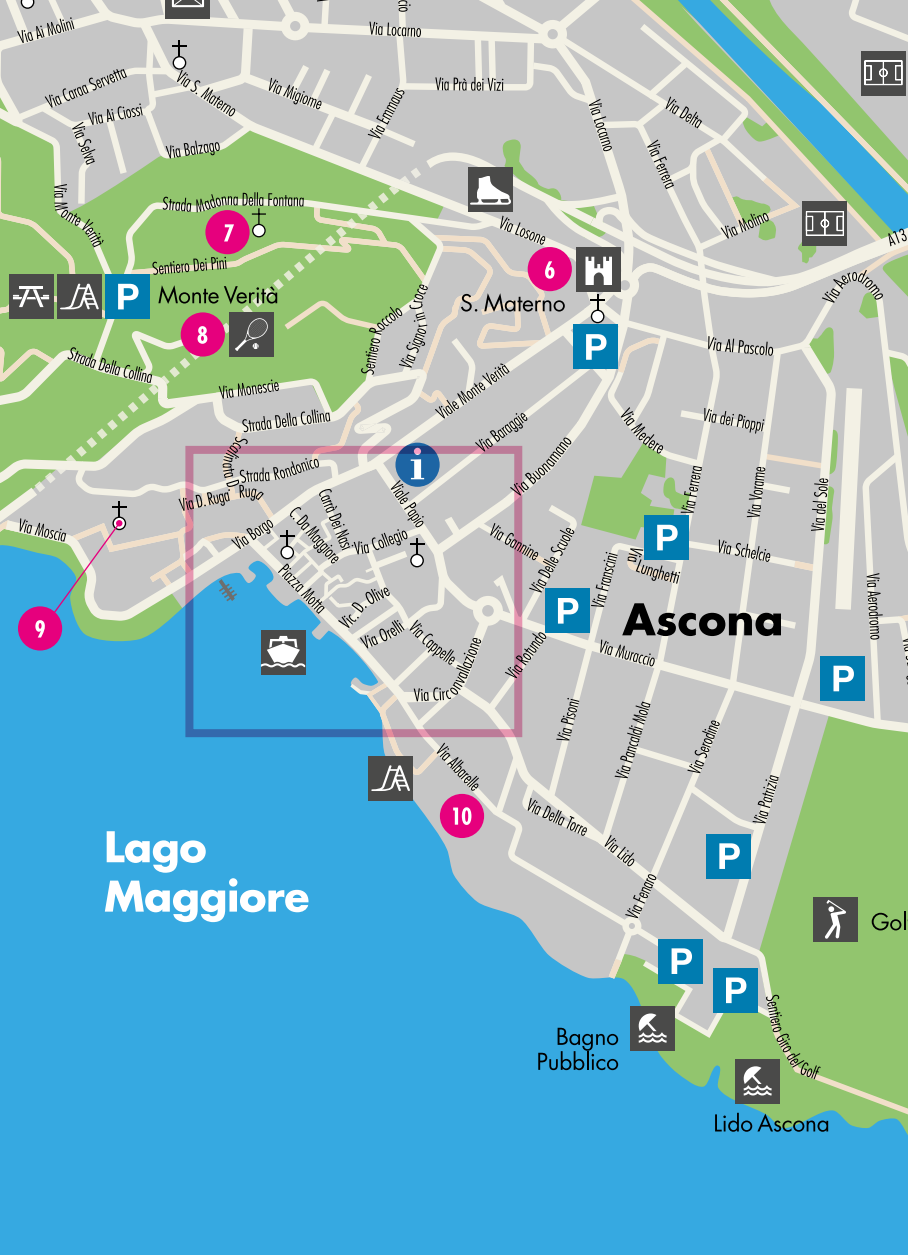 Via Ai Molini
Via Locarno
Via Caraa Servetta
Via S. Materno
Via Ai Ciossi
Via Selva
Via Balzago
Via Migiome
Via Emmaus
Via Prà dei Vizi
Via Locarno
Via Delta
Via Ferrera
Via Monte Verità
Strada Madonna Della Fontana
7
Sentiero Dei Pini
Via Losone
Via Molino
A13
6
S. Materno
P
Monte Verità
P
8
Via Aerodromo
Sentiero Roccolo
Via Signor in Croce
Strada Della Collina
Via Monescie
Strada Della Collina
Viale Monte Verità
Via Baraggie
Via Buonamano
Via Al Pascolo
Via Medere
Via dei Pioppi
Via Ferrera
Via Varame
Via del Sole
i
Scalinata D. Ruga
Strada Rondonico
Via D. Ruga
Via Moscia
Via Borgo
C. Da Maggiore
Carrà Dei Nasi
Viale Papio
Via Collegio
Via Gannine
Via Delle Scuole
Via Franscini
P
Via Lunghetti
Via Schelcie
Via Aerodromo
Piazza Motta
Vic. D. Olive
Via Orelli
Via Cappelle
Via Circonvallazione
Via Rotundo
P
Ascona
Via Muraccio
P
9
Via Pisoni
Via Pancaldi Mola
Via Serodine
Via Patrizia
Via Albarelle
10
Via Della Torre
Via Lido
P
Via Fenaro
Lago
Maggiore
Gol
P
P
Sentiero Giro del Golf
Bagno
Pubblico
Lido Ascona